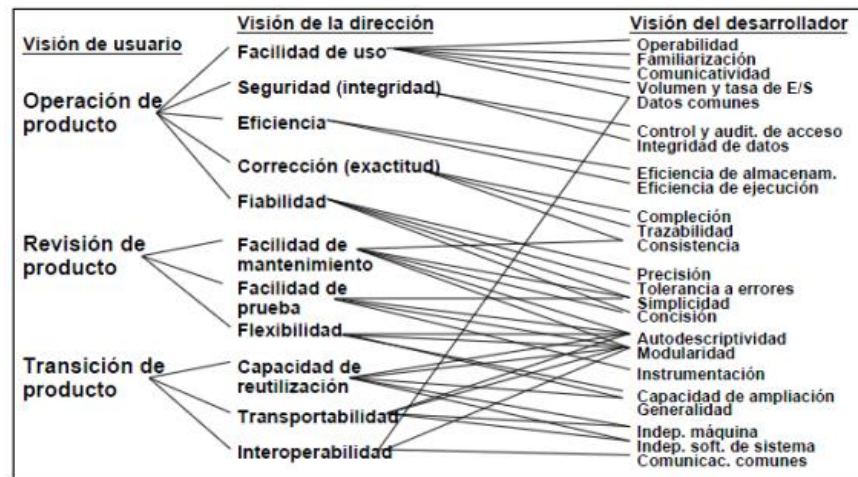 Visión de usuario
Operación de
producto
Revisión de
producto
Transición de
producto
Visión de la dirección
Facilidad de uso
Seguridad (integridad)
Eficiencia
Corrección (exactitud)
Fiabilidad
Facilidad de
mantenimiento
Facilidad de
prueba
Flexibilidad
Capacidad de
reutilización
Transportabilidad
Interoperabilidad
Visión del desarrollador
Operabilidad
Familiarización
Comunicatividad
Volumen y tasa de E/S
Datos comunes
Control y audit. de acceso
Integridad de datos
Eficiencia de almacenam.
Eficiencia de ejecución
Compleción
Trazabilidad
Consistencia
Precisión
Tolerancia a errores
Simplicidad
Concisión
Autodescriptividad
Modularidad
Instrumentación
Capacidad de ampliación
Generalidad
Indep. máquina
Indep. soft. de sistema
Comunicac. comunes